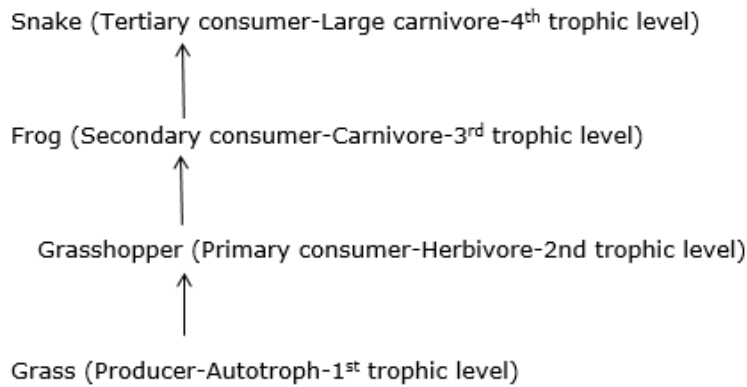 Snake (Tertiary consumer-Large carnivore-4th trophic level)
Frog (Secondary consumer-Carnivore-3rd trophic level)
Grasshopper (Primary consumer-Herbivore-2nd trophic level)
Grass (Producer-Autotroph-1st trophic level)